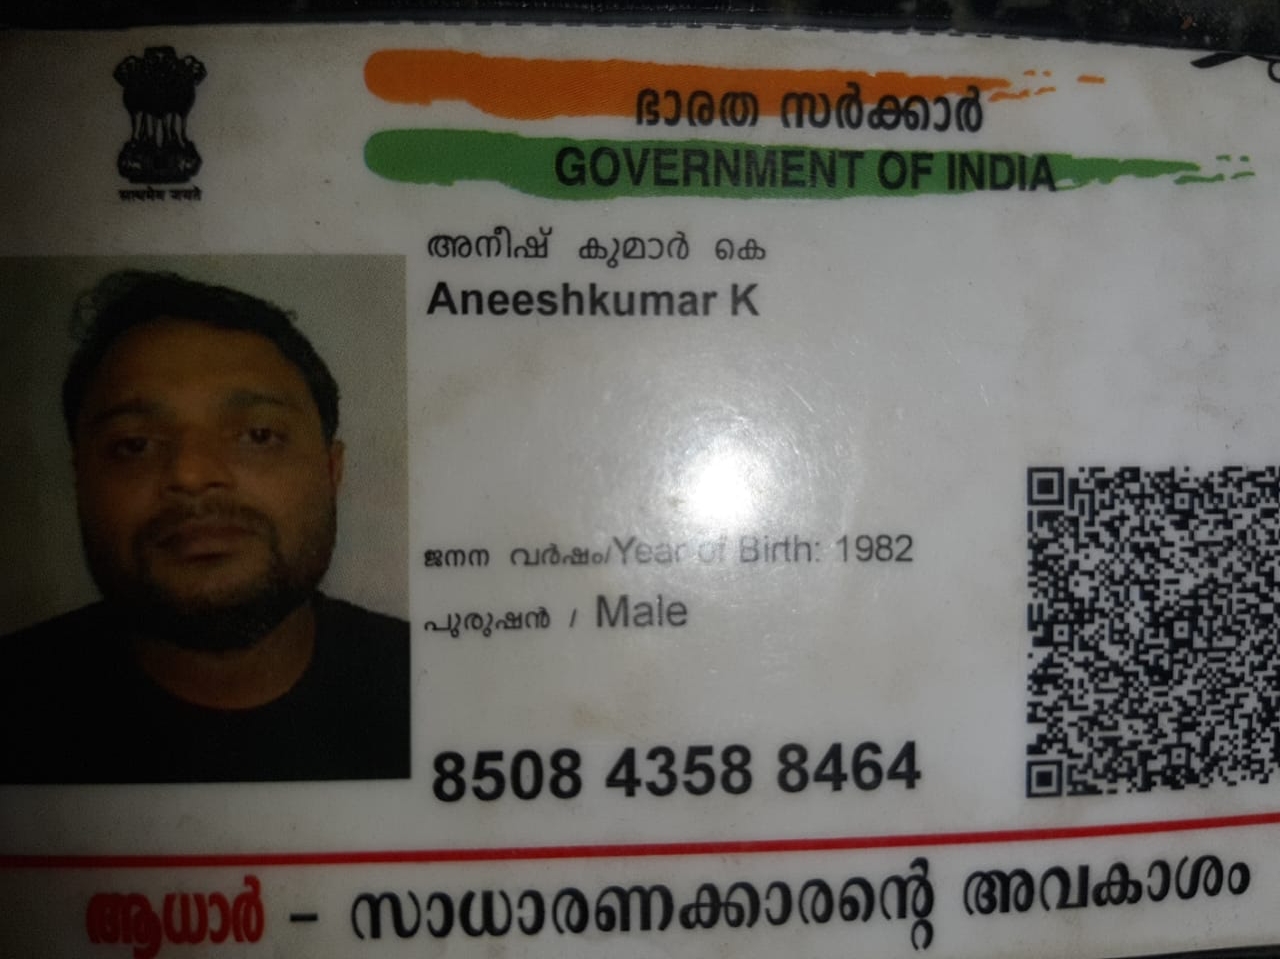 ഭാരത സർക്കാർ
GOVERNMENT OF INDIA
सत्यमेव जयते
അനീഷ് കുമാർ കെ
Aneeshkumar K
ജനന വർഷം/Year of Birth: 1982
പുരുഷൻ / Male
8508 4358 8464
ആധാർ – സാധാരണക്കാരന്റെ അവകാശം